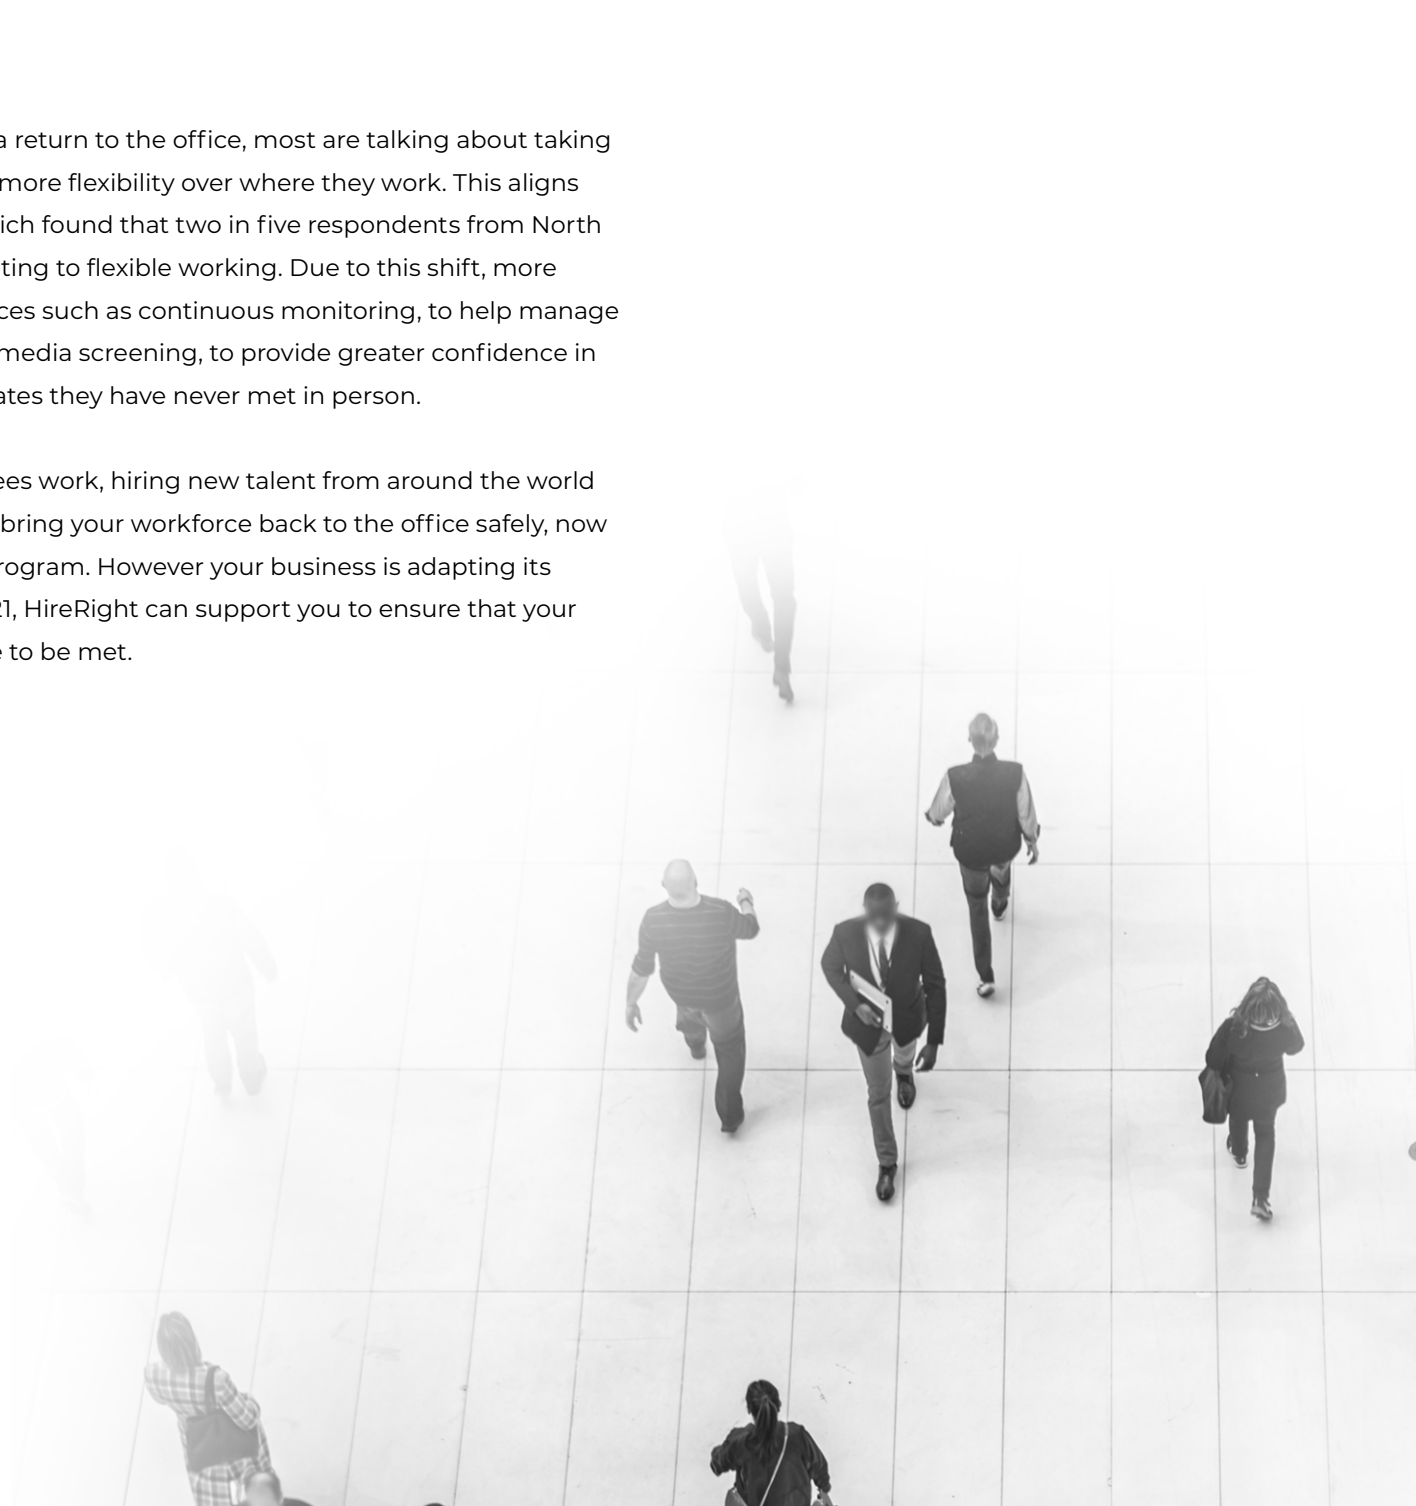 a return to the office, most are talking about taking
more flexibility over where they work. This aligns
ich found that two in five respondents from North
ting to flexible working. Due to this shift, more
ces such as continuous monitoring, to help manage
media screening, to provide greater confidence in
ates they have never met in person.
ees work, hiring new talent from around the world
bring your workforce back to the office safely, now
rogram. However your business is adapting its
21, HireRight can support you to ensure that your
e to be met.